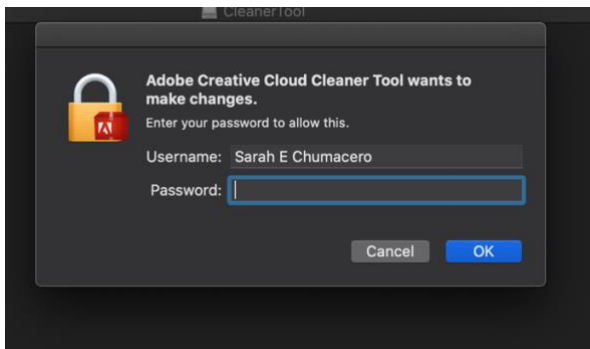 CleanerTool
Adobe Creative Cloud Cleaner Tool wants to
make changes.
Enter your password to allow this.
Username: Sarah E Chumacero
Password:
Cancel OK